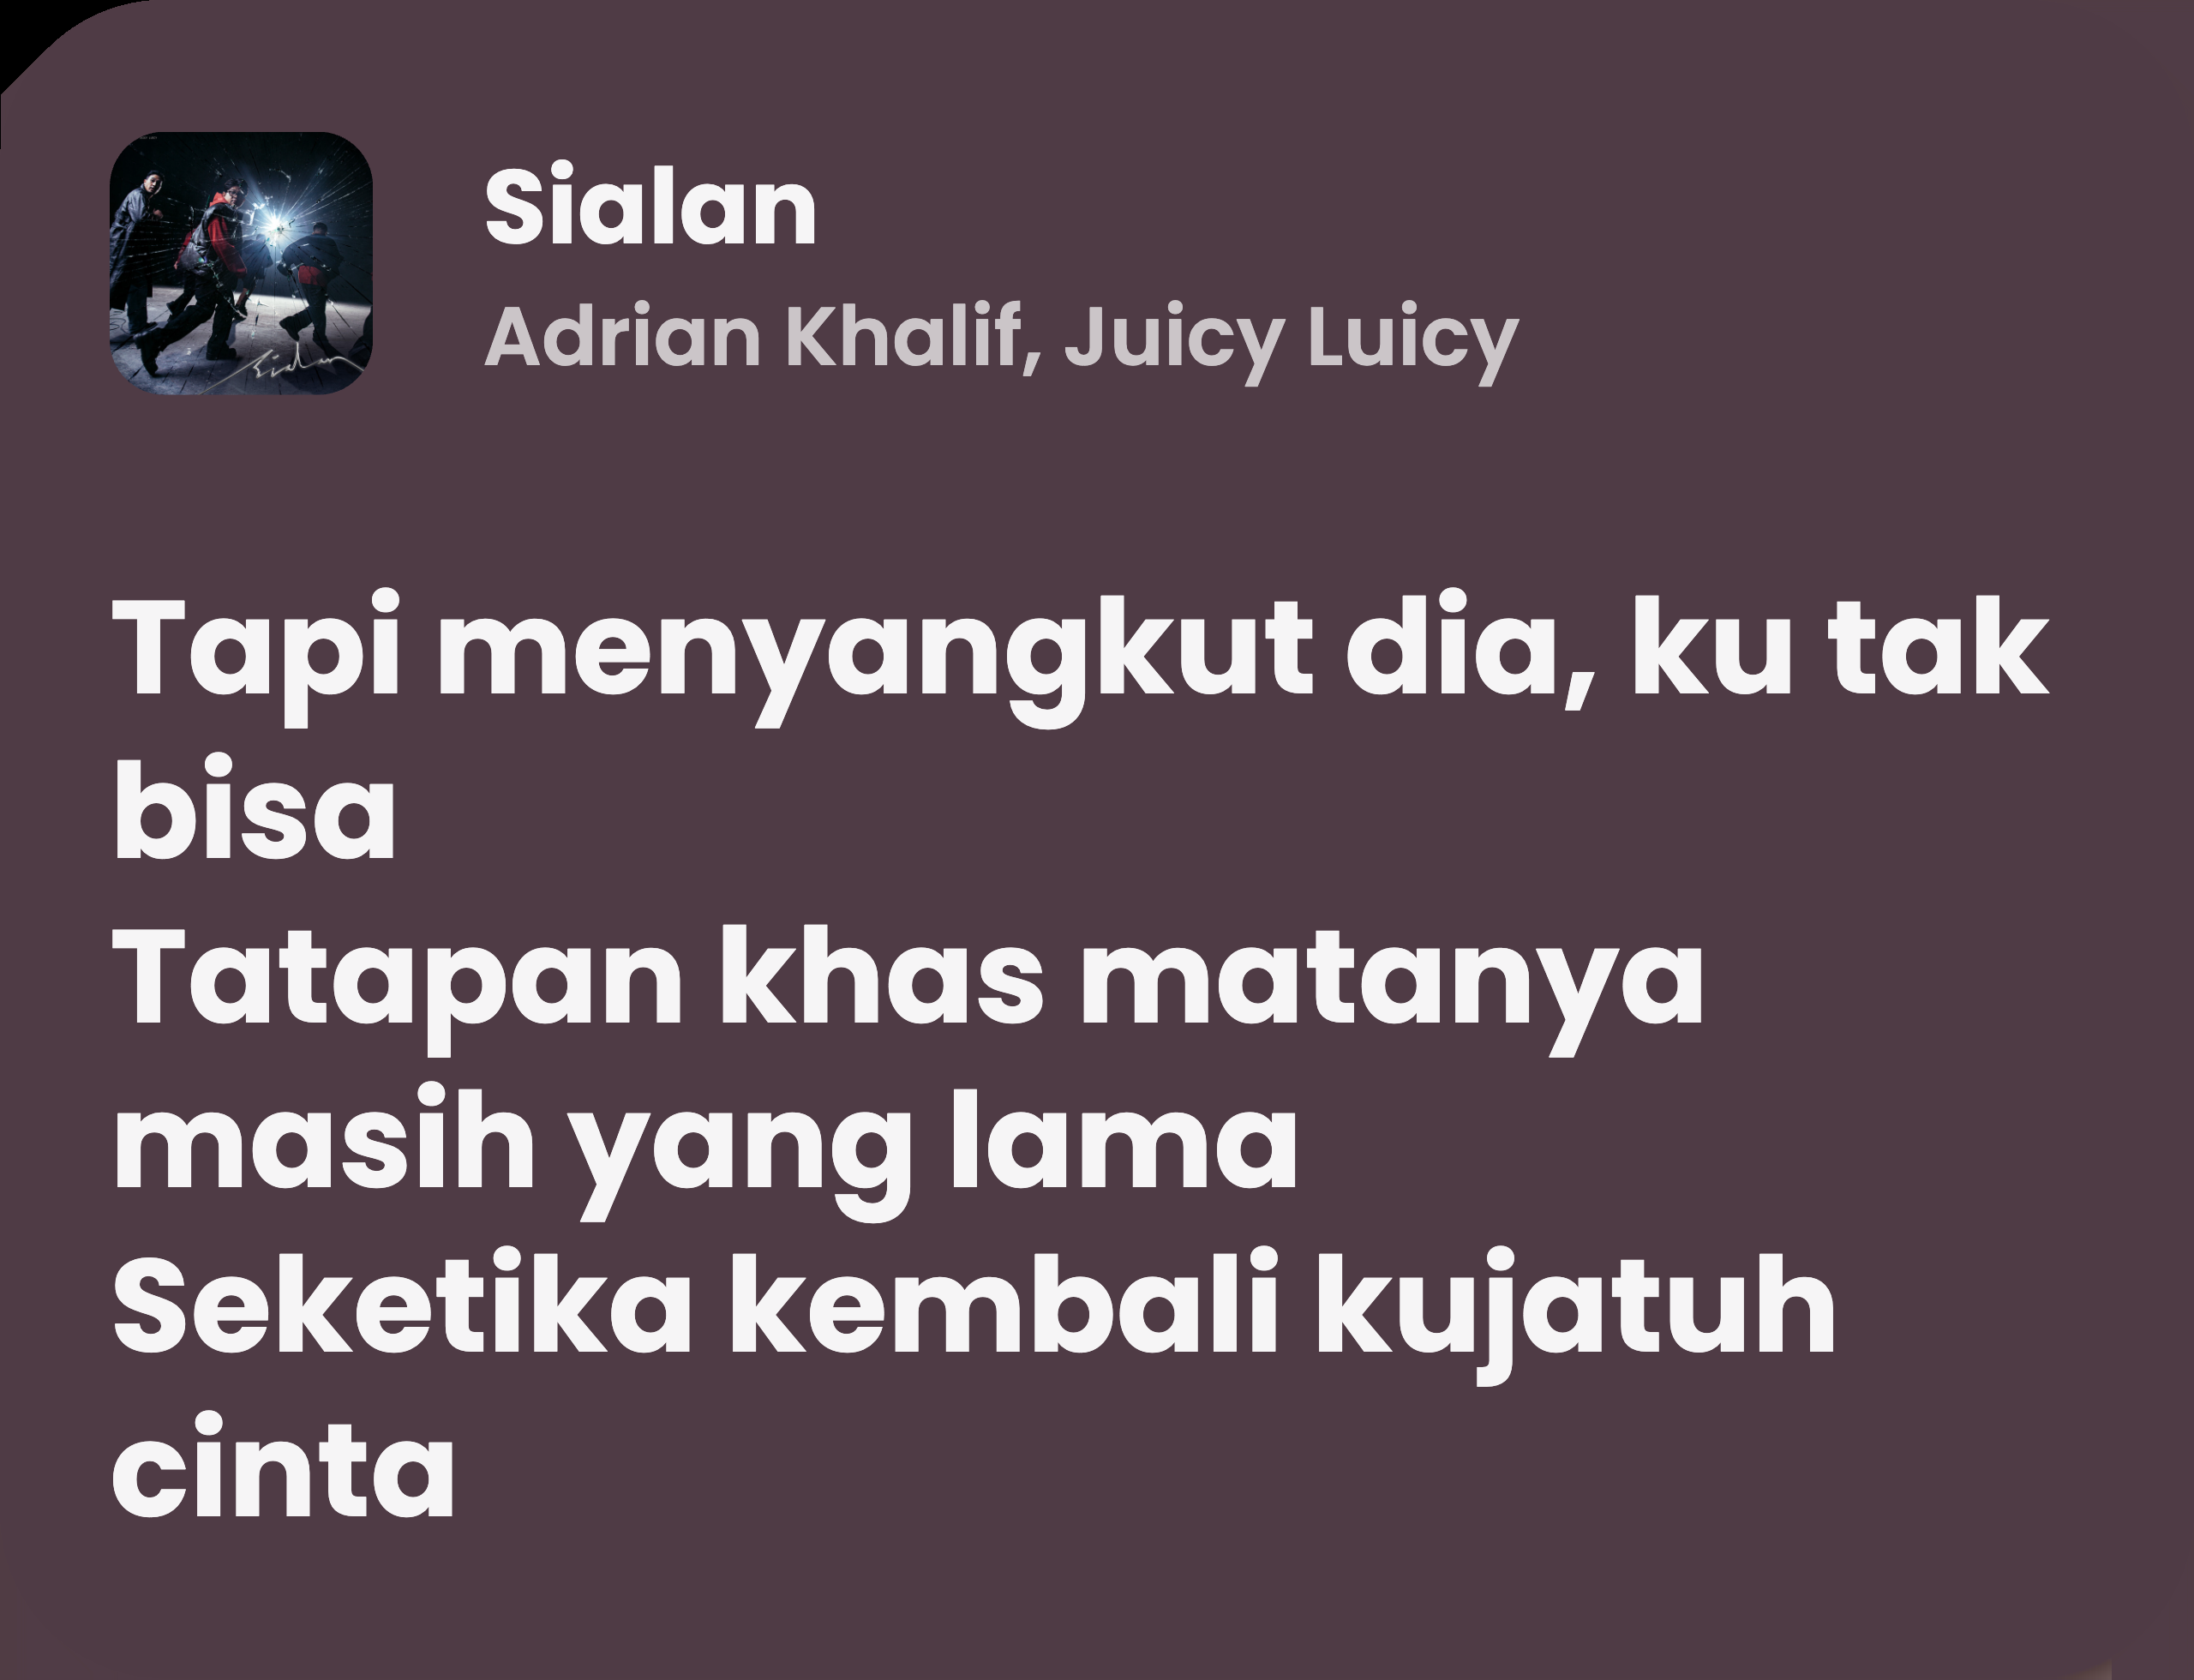 Sialan
Adrian Khalif, Juicy Luicy
Tapi menyangkut dia, ku tak
bisa
Tatapan khas matanya
masih yang lama
Seketika kembali kujatuh
cinta